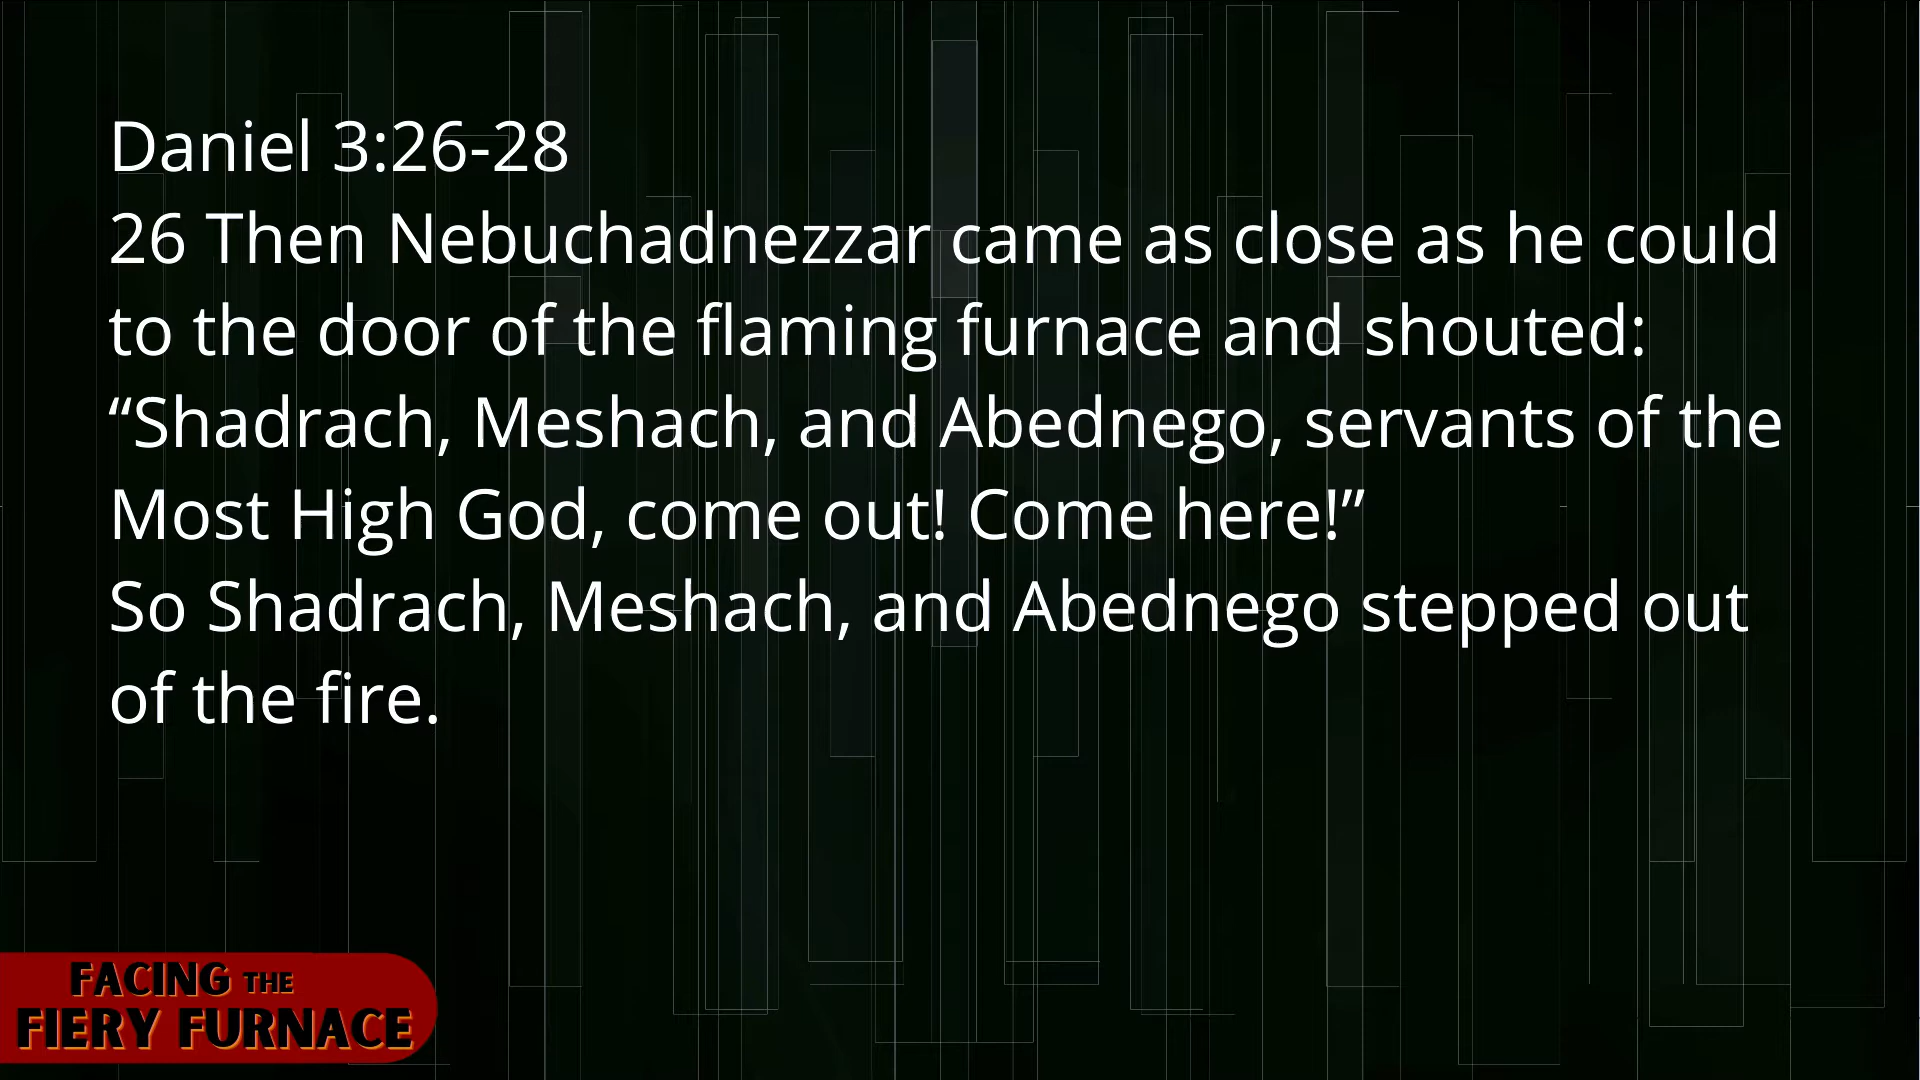 Daniel 3:26-28
26 Then Nebuchadnezzar came as close as he could
to the door of the flaming furnace and shouted:
“Shadrach, Meshach, and Abednego, servants of the
Most High God, come out! Come here!”
So Shadrach, Meshach, and Abednego stepped out
of the fire.
FACING THE
FIERY FURNACE